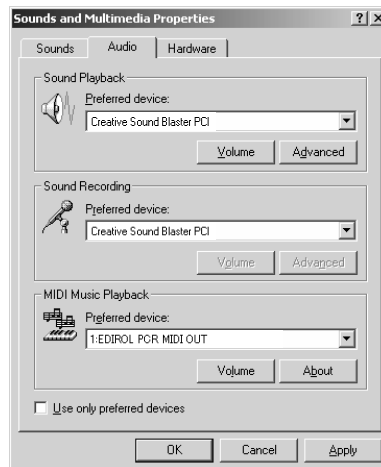 Sounds and Multimedia Properties
Sounds Audio Hardware
Sound Playback
Preferred device:
Creative Sound Blaster PCI
Volume Advanced
Sound Recording
Preferred device:
Creative Sound Blaster PCI
Volume Advanced
MIDI Music Playback
Preferred device:
1:EDIROL PCR MIDI OUT
Volume About
Use only preferred devices
OK Cancel Apply